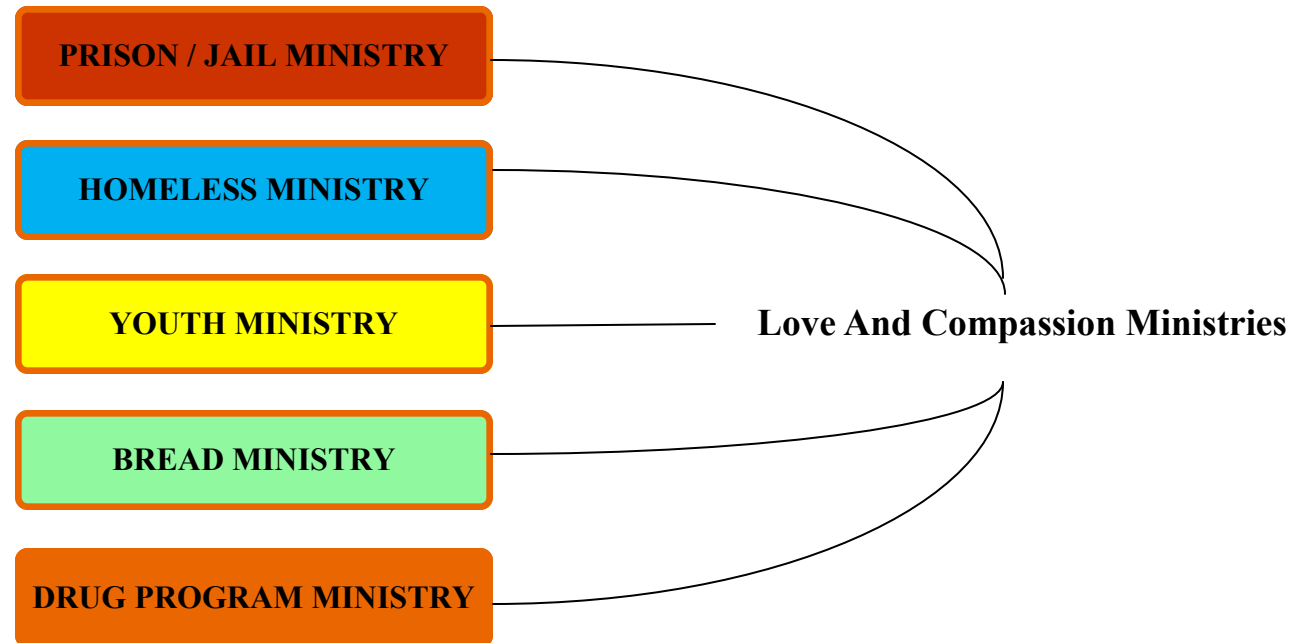 PRISON / JAIL MINISTRY
HOMELESS MINISTRY
YOUTH MINISTRY
Love And Compassion Ministries
BREAD MINISTRY
DRUG PROGRAM MINISTRY